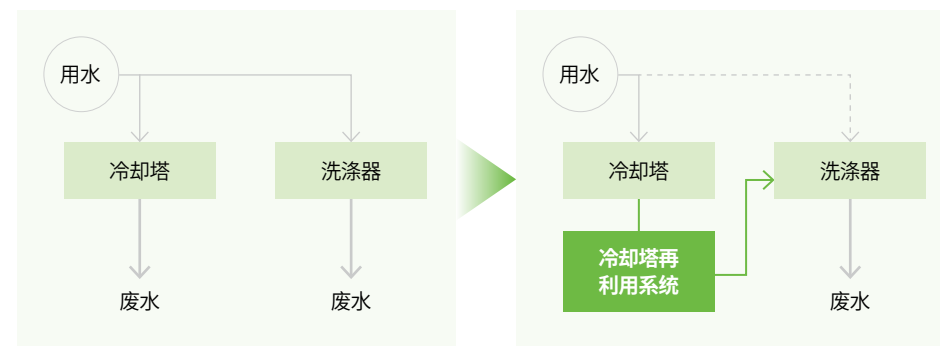 用水
冷却塔
洗涤器
废水
废水
用水
冷却塔
洗涤器
冷却塔再
利用系统
废水